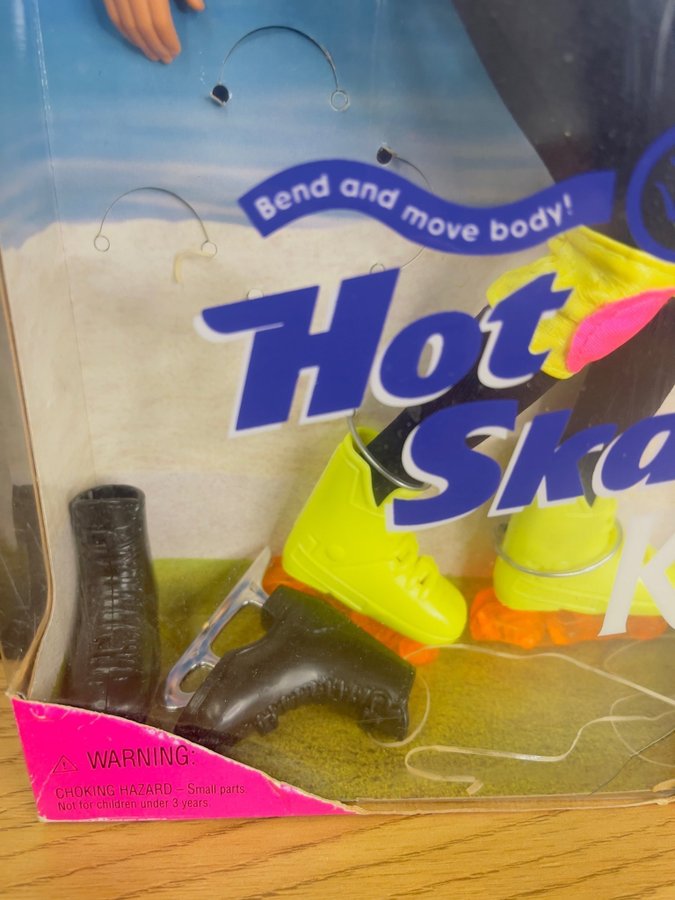 Bend and move body!
Hot
Ska
K
WARNING:
CHOKING HAZARD – Small parts.
Not for children under 3 years.